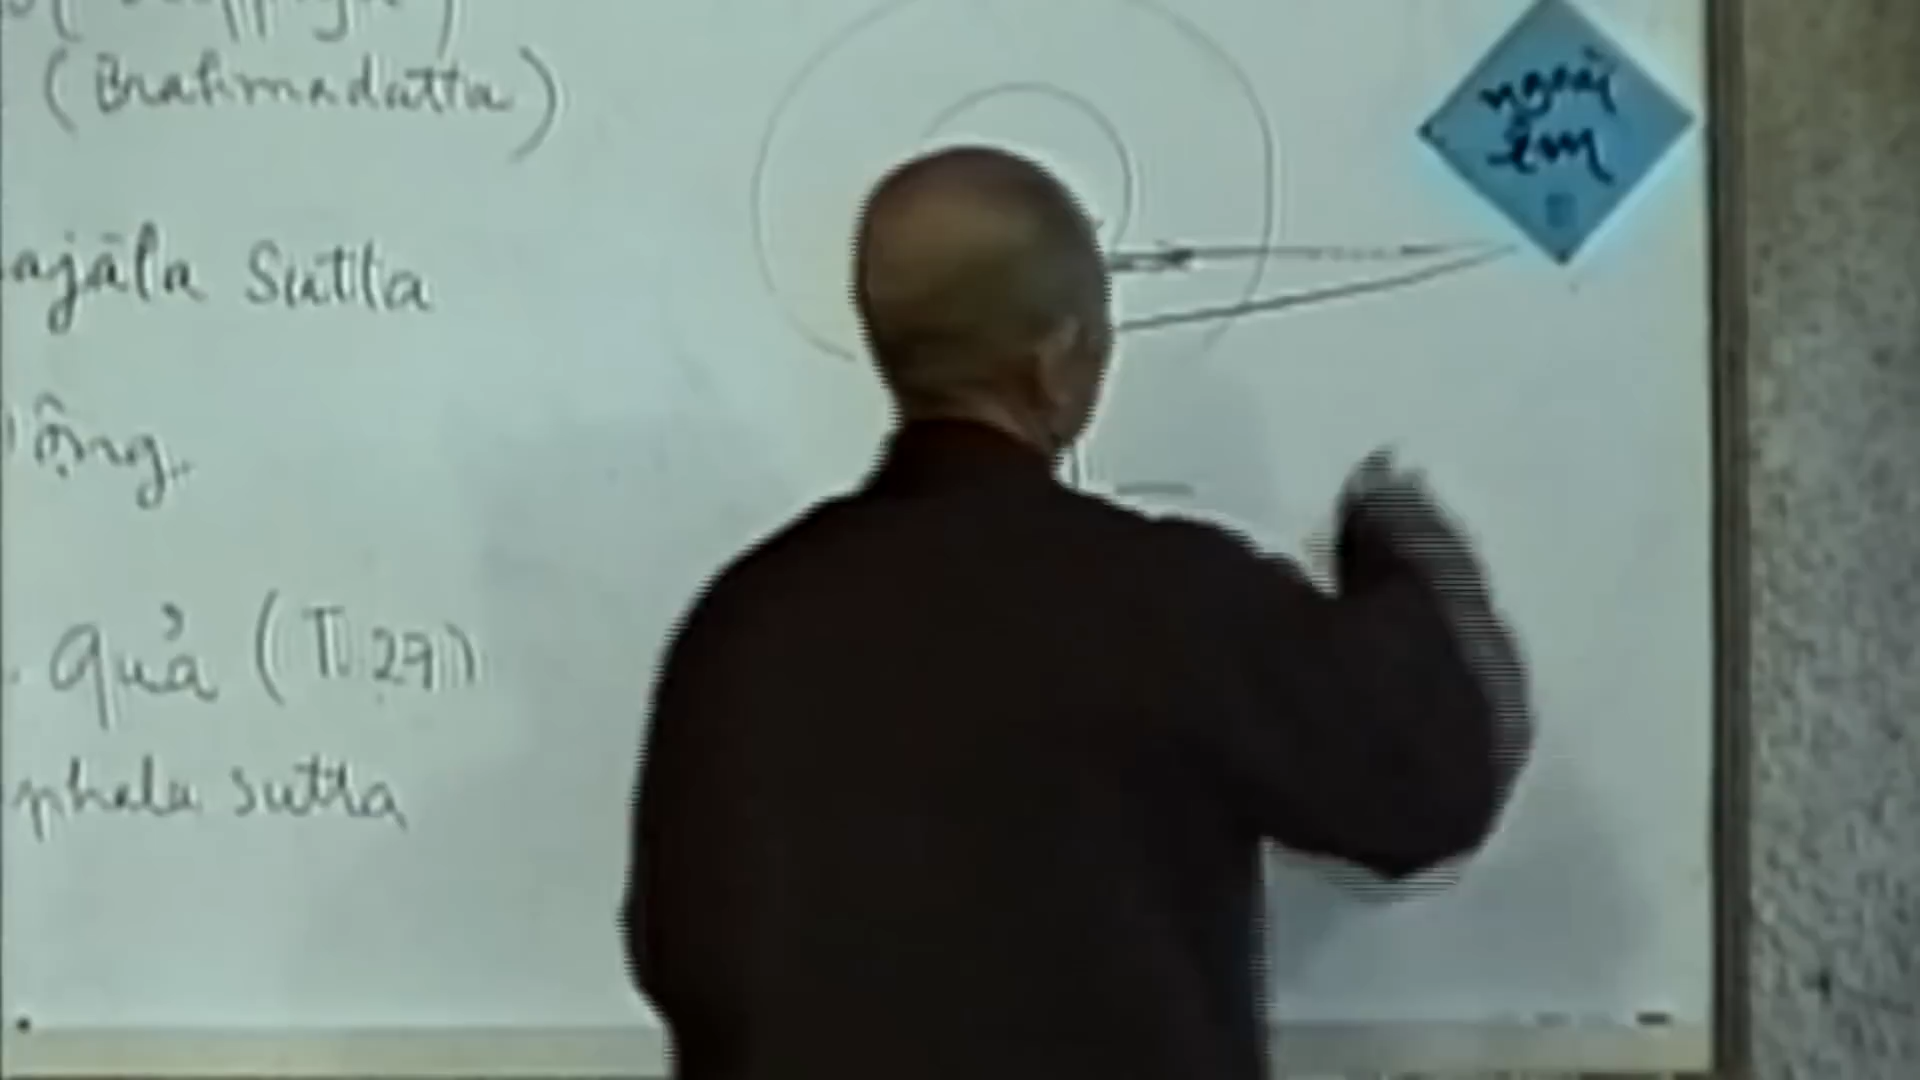 (Brahmadatta)
ajāla Sutta
ộng
Quả (T. 29)
phala sutta
ngoài
êm